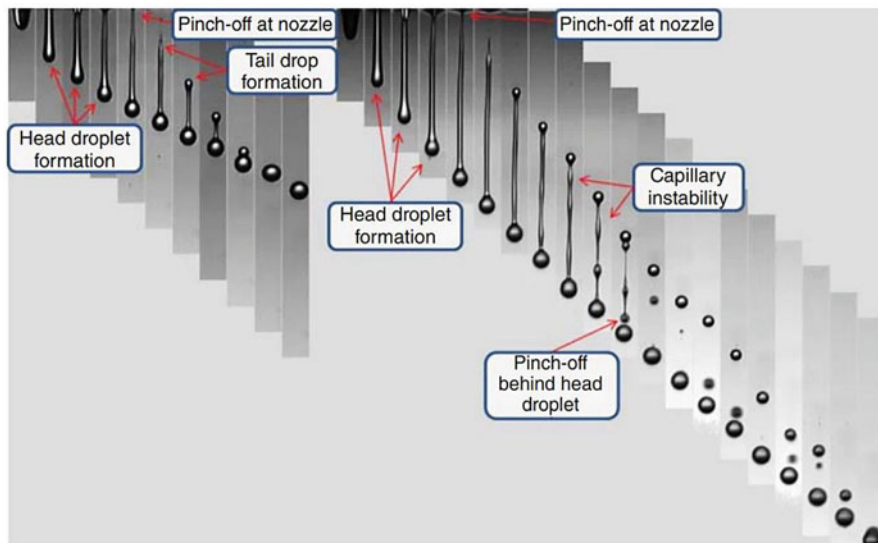 Pinch-off at nozzle
Tail drop
formation
Head droplet
formation
Pinch-off at nozzle
Head droplet
formation
Capillary
instability
Pinch-off
behind head
droplet